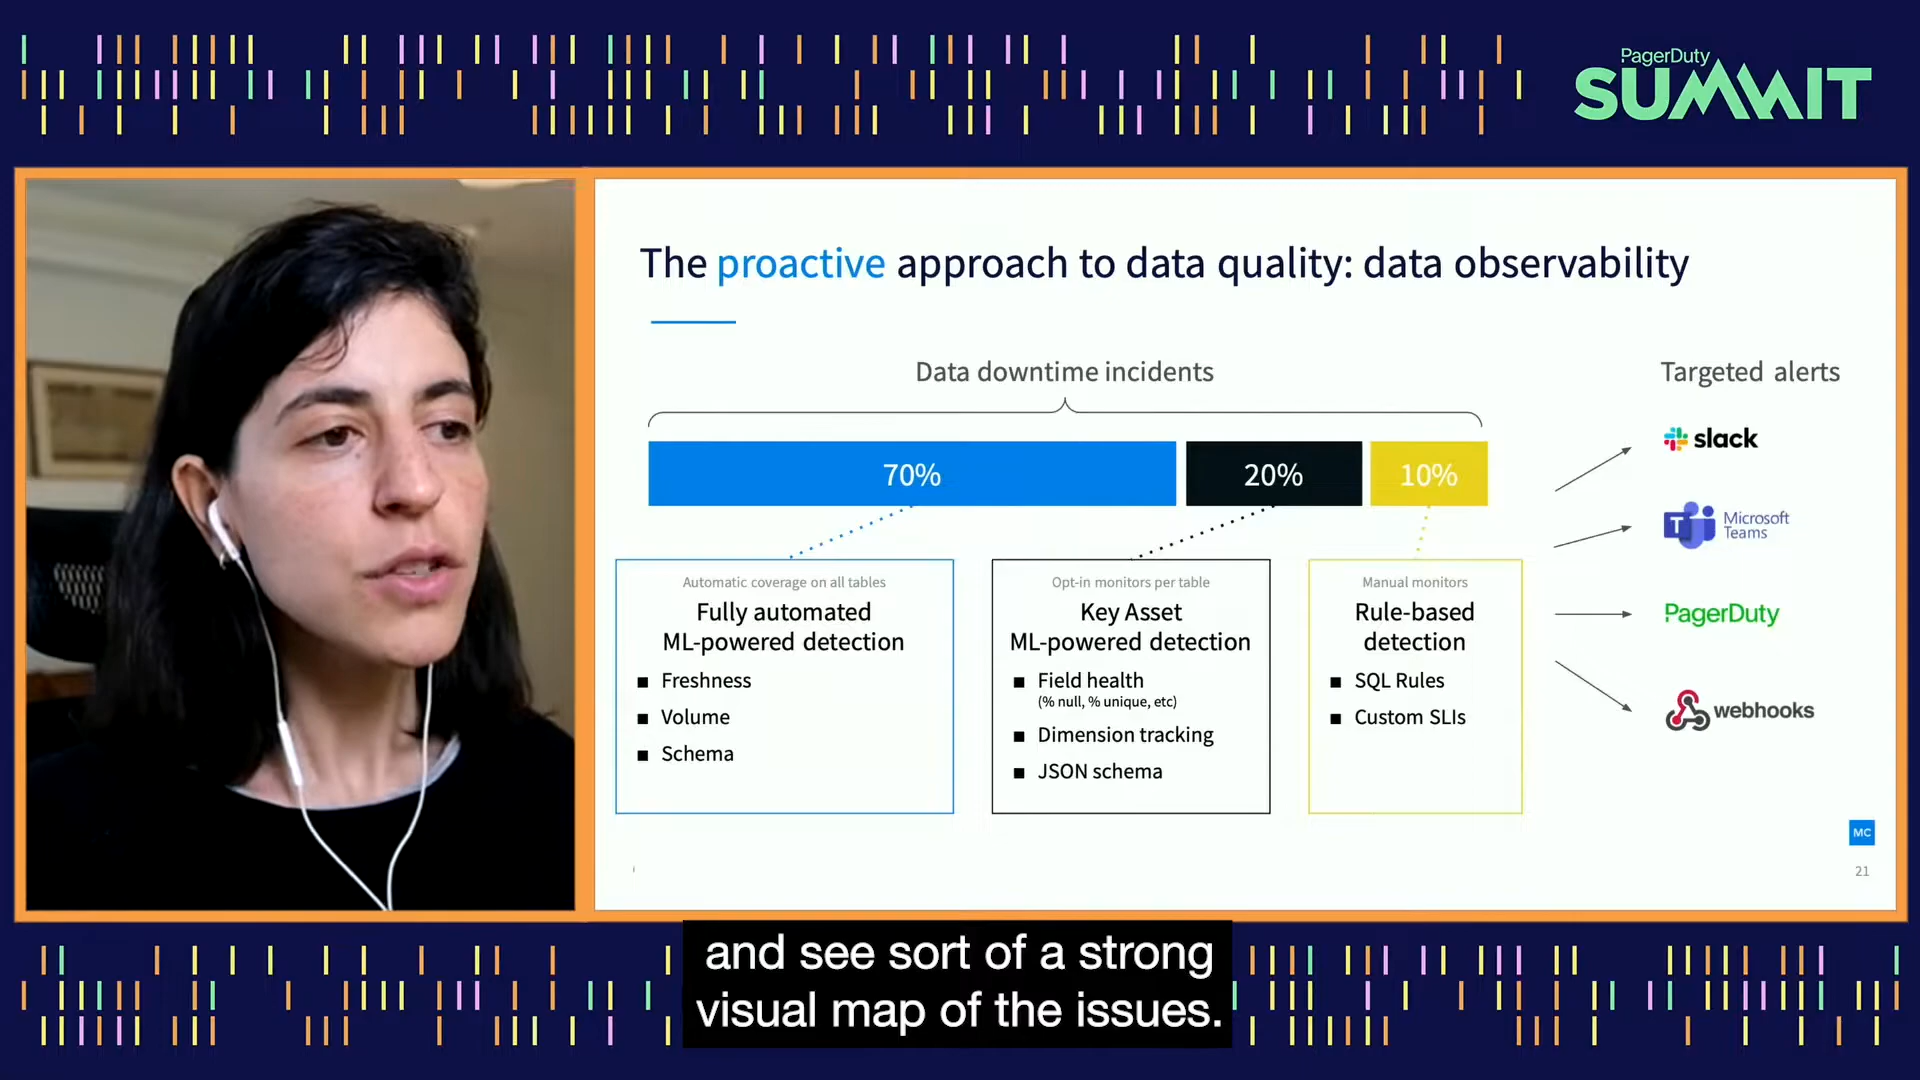 PagerDuty
SUMMIT
The proactive approach to data quality: data observability
Data downtime incidents
Targeted alerts
70%
20%
10%
slack
Microsoft
Teams
PagerDuty
webhooks
Automatic coverage on all tables
Fully automated
ML-powered detection
■ Freshness
■ Volume
■ Schema
Opt-in monitors per table
Key Asset
ML-powered detection
■ Field health
(% null, % unique, etc)
■ Dimension tracking
■ JSON schema
Manual monitors
Rule-based
detection
■ SQL Rules
■ Custom SLIs
MC
21
and see sort of a strong
visual map of the issues.